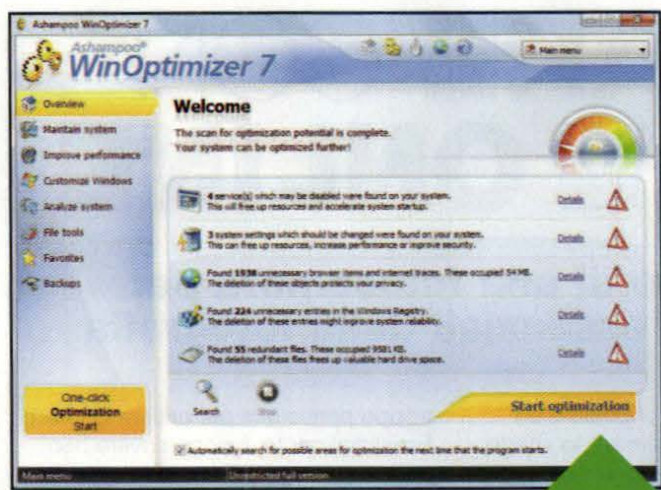 Ashampoo WinOptimizer 7
Ashampoo®
WinOptimizer 7
Main menu
Overview
Maintain system
Improve performance
Customize Windows
Analyze system
File tools
Favorites
Backups
One-click
Optimization
Start
Welcome
The scan for optimization potential is complete.
Your system can be optimized further!
4 service(s) which may be disabled were found on your system.
This will free up resources and accelerate system startup.
Details
3 system settings which should be changed were found on your system.
This can free up resources, increase performance or improve security.
Details
Found 1938 unnecessary browser items and internet traces. These occupied 54 MB.
The deletion of these objects protects your privacy.
Details
Found 224 unnecessary entries in the Windows Registry.
The deletion of these entries might improve system reliability.
Details
Found 55 redundant files. These occupied 9581 KB.
The deletion of these files frees up valuable hard drive space.
Details
Search
Stop
Start optimization
Automatically search for possible areas for optimization the next time that the program starts.
Main menu
Unrestricted full version